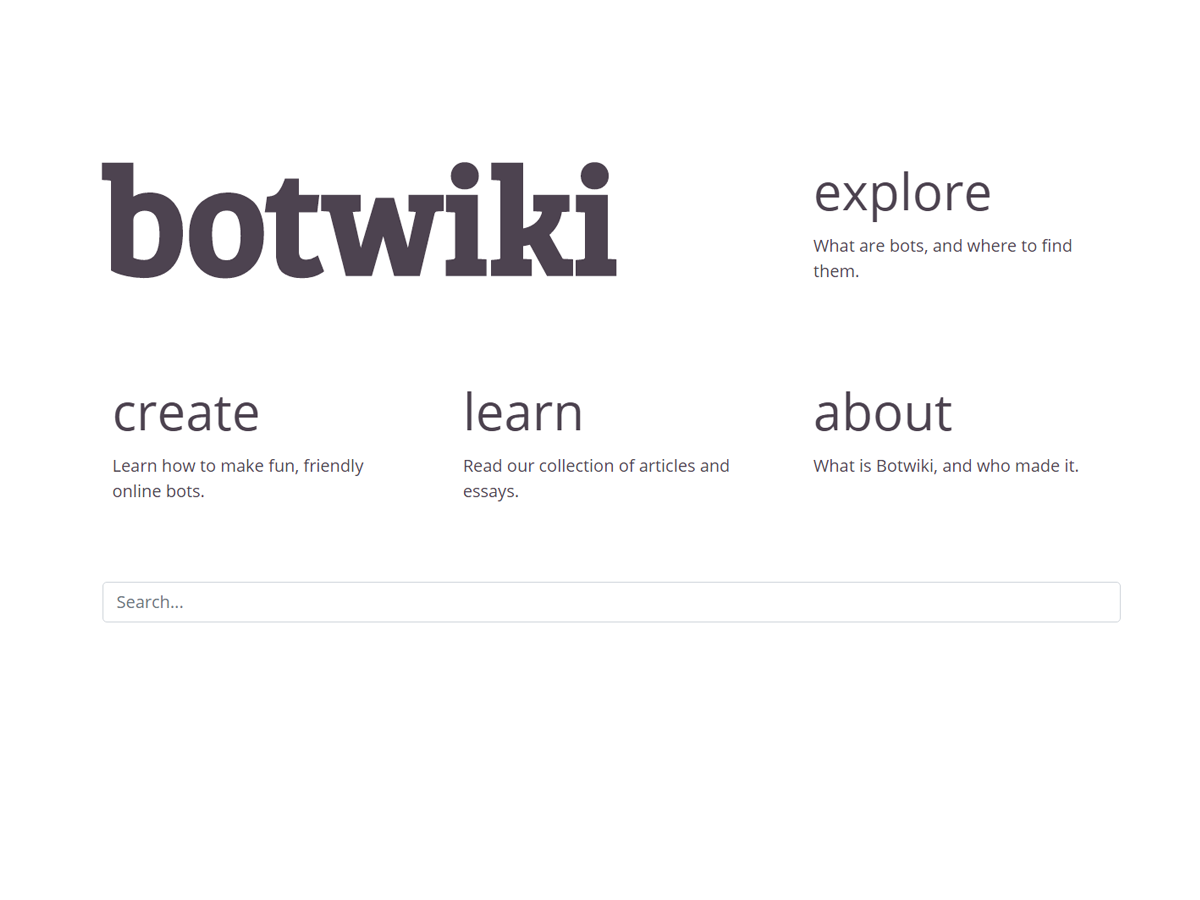 botwiki
explore
What are bots, and where to find
them.
create
Learn how to make fun, friendly
online bots.
learn
Read our collection of articles and
essays.
about
What is Botwiki, and who made it.
Search...